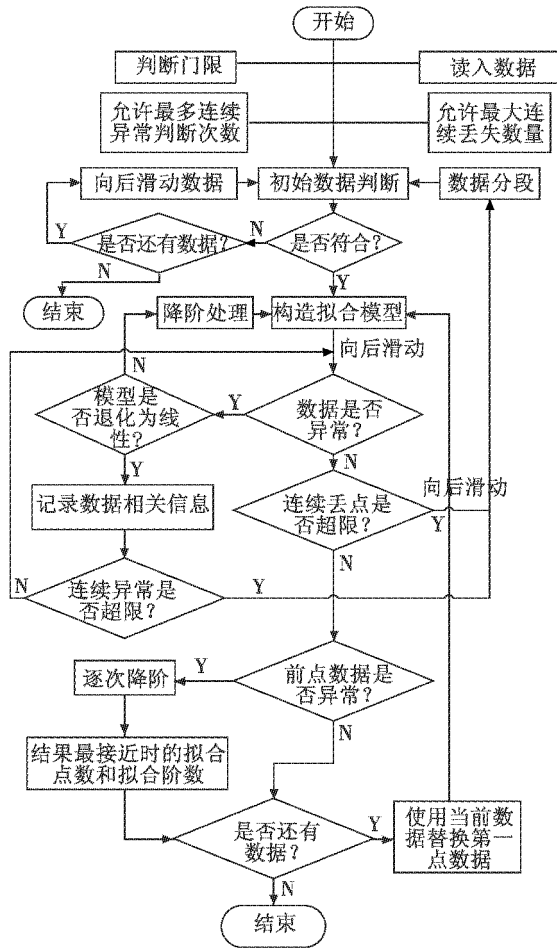 开始
判断门限
读入数据
允许最多连续
异常判断次数
允许最大连
续丢失数量
向后滑动数据
初始数据判断
数据分段
Y
是否还有数据?
N
是否符合?
N
Y
结束
降阶处理
构造拟合模型
N
向后滑动
模型是
否退化为线
性?
Y
数据是否
异常?
Y
N
记录数据相关信息
连续丢点是
否超限?
向后滑动
Y
N
N
连续异常是
否超限?
Y
逐次降阶
Y
前点数据是
否异常?
N
结果最接近时的拟合
点数和拟合阶数
是否还有
数据?
Y
使用当前数
据替换第一
点数据
N
结束